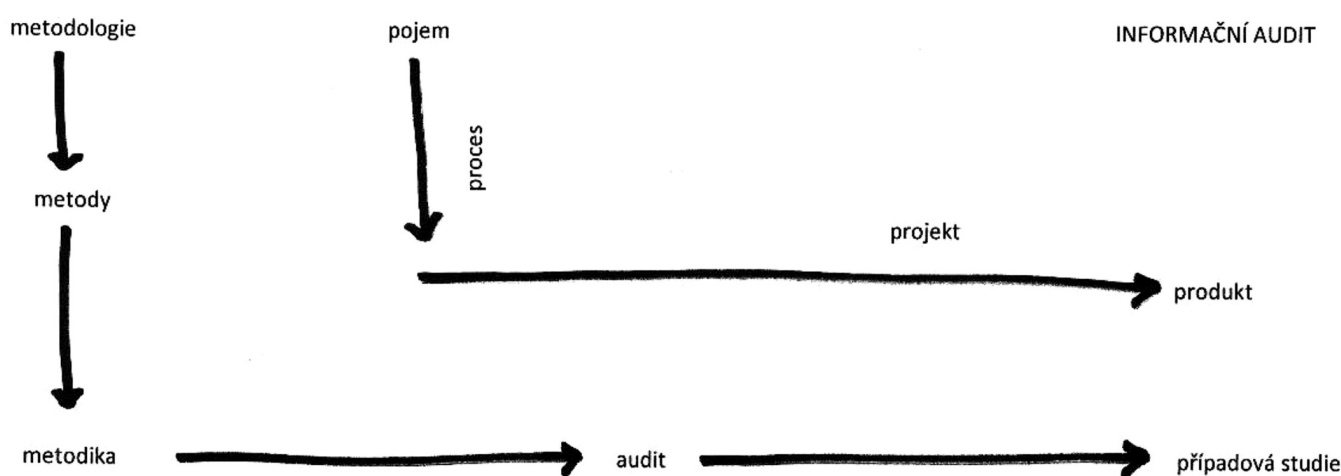 metodologie
pojem
INFORMAČNÍ AUDIT
proces
metody
projekt
produkt
metodika
audit
případová studie